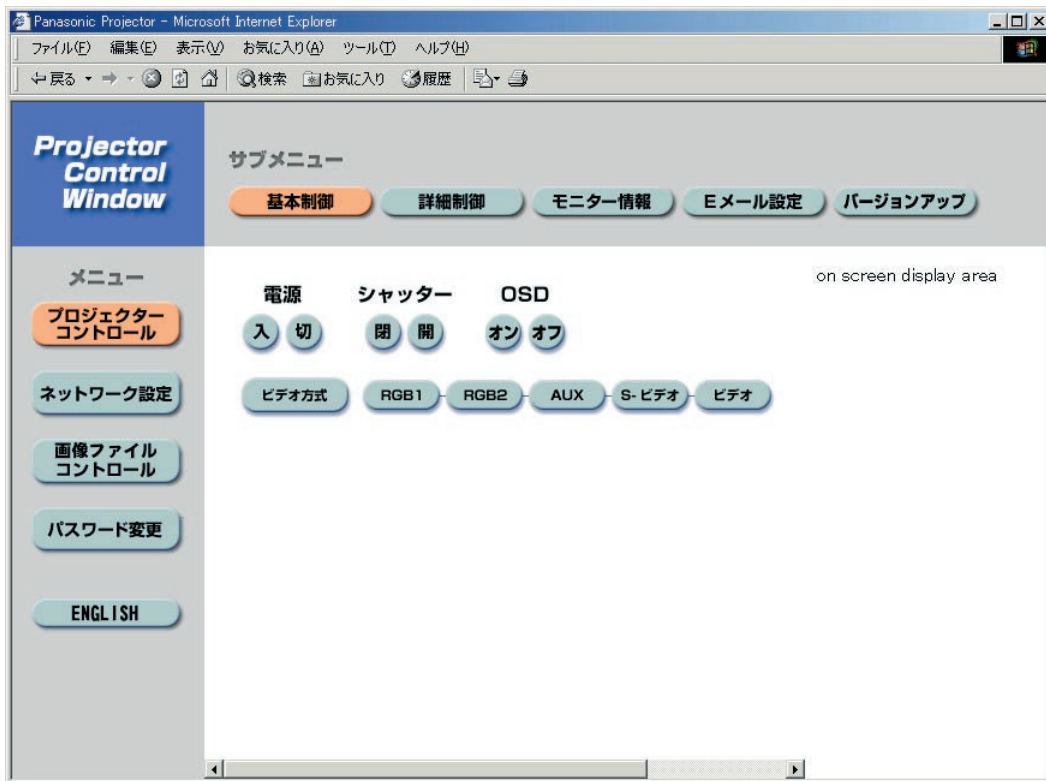 Panasonic Projector - Microsoft Internet Explorer
ファイル(F) 編集(E) 表示(V) お気に入り(A) ツール(T) ヘルプ(H)
戻る 検索 お気に入り 履歴
Projector
Control
Window
サブメニュー
基本制御 詳細制御 モニター情報 Eメール設定 バージョンアップ
メニュー
プロジェクター
コントロール
ネットワーク設定
画像ファイル
コントロール
パスワード変更
ENGLISH
電源 シャッター OSD
入 切 閉 開 オン オフ
ビデオ方式 RGB1 RGB2 AUX S-ビデオ ビデオ
on screen display area